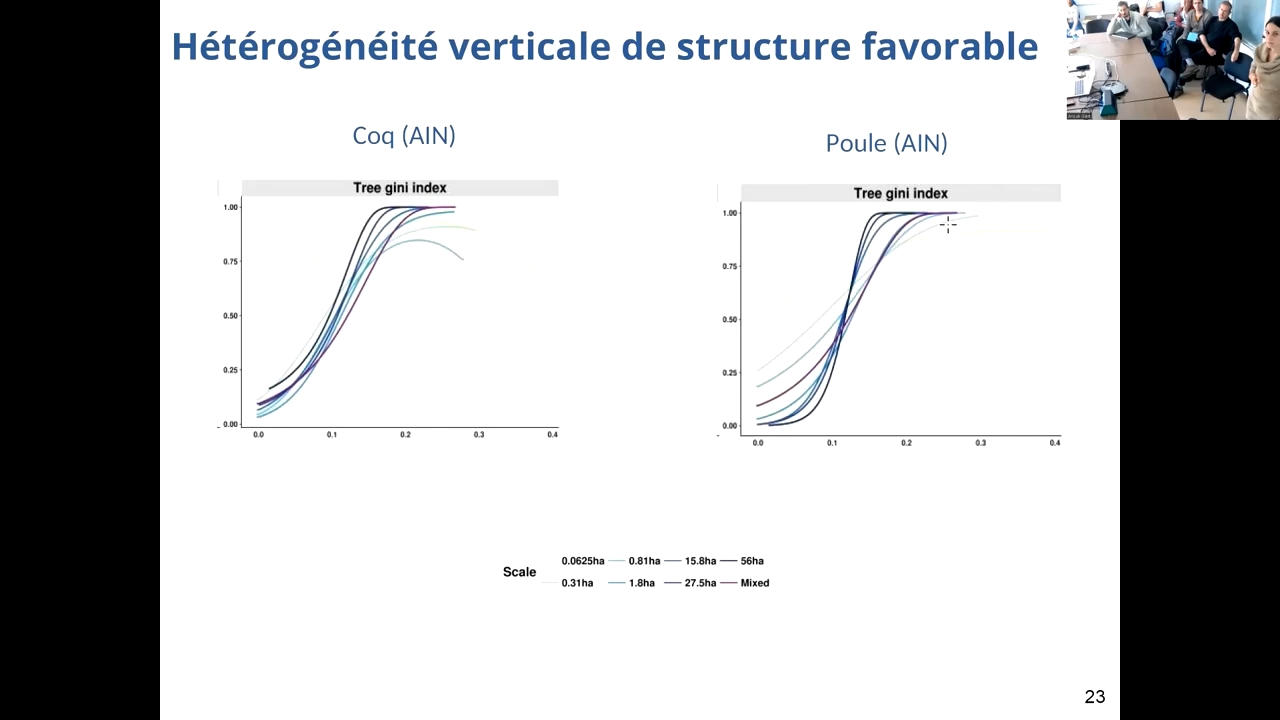 Hétérogénéité verticale de structure favorable
Coq (AIN)
Poule (AIN)
Tree gini index
1.00
0.75
0.50
0.25
0.00
0.0 0.1 0.2 0.3 0.4
Tree gini index
1.00
0.75
0.50
0.25
0.00
0.0 0.1 0.2 0.3 0.4
Scale
0.0625ha 0.81ha 15.8ha 56ha
0.31ha 1.8ha 27.5ha Mixed
23